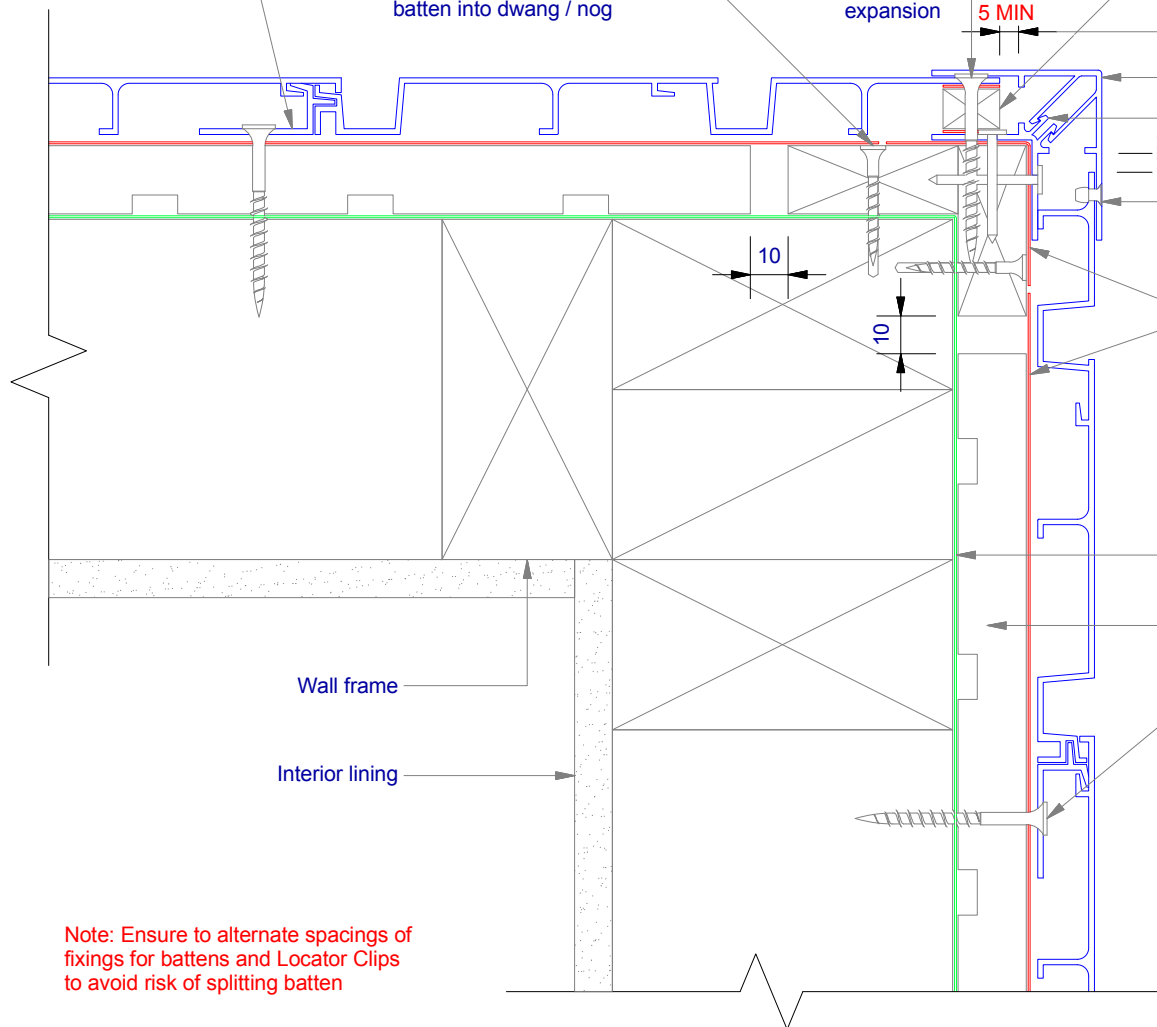 batten into dwang / nog
expansion
5 MIN
10
10
Wall frame
Interior lining
Note: Ensure to alternate spacings of
fixings for battens and Locator Clips
to avoid risk of splitting batten